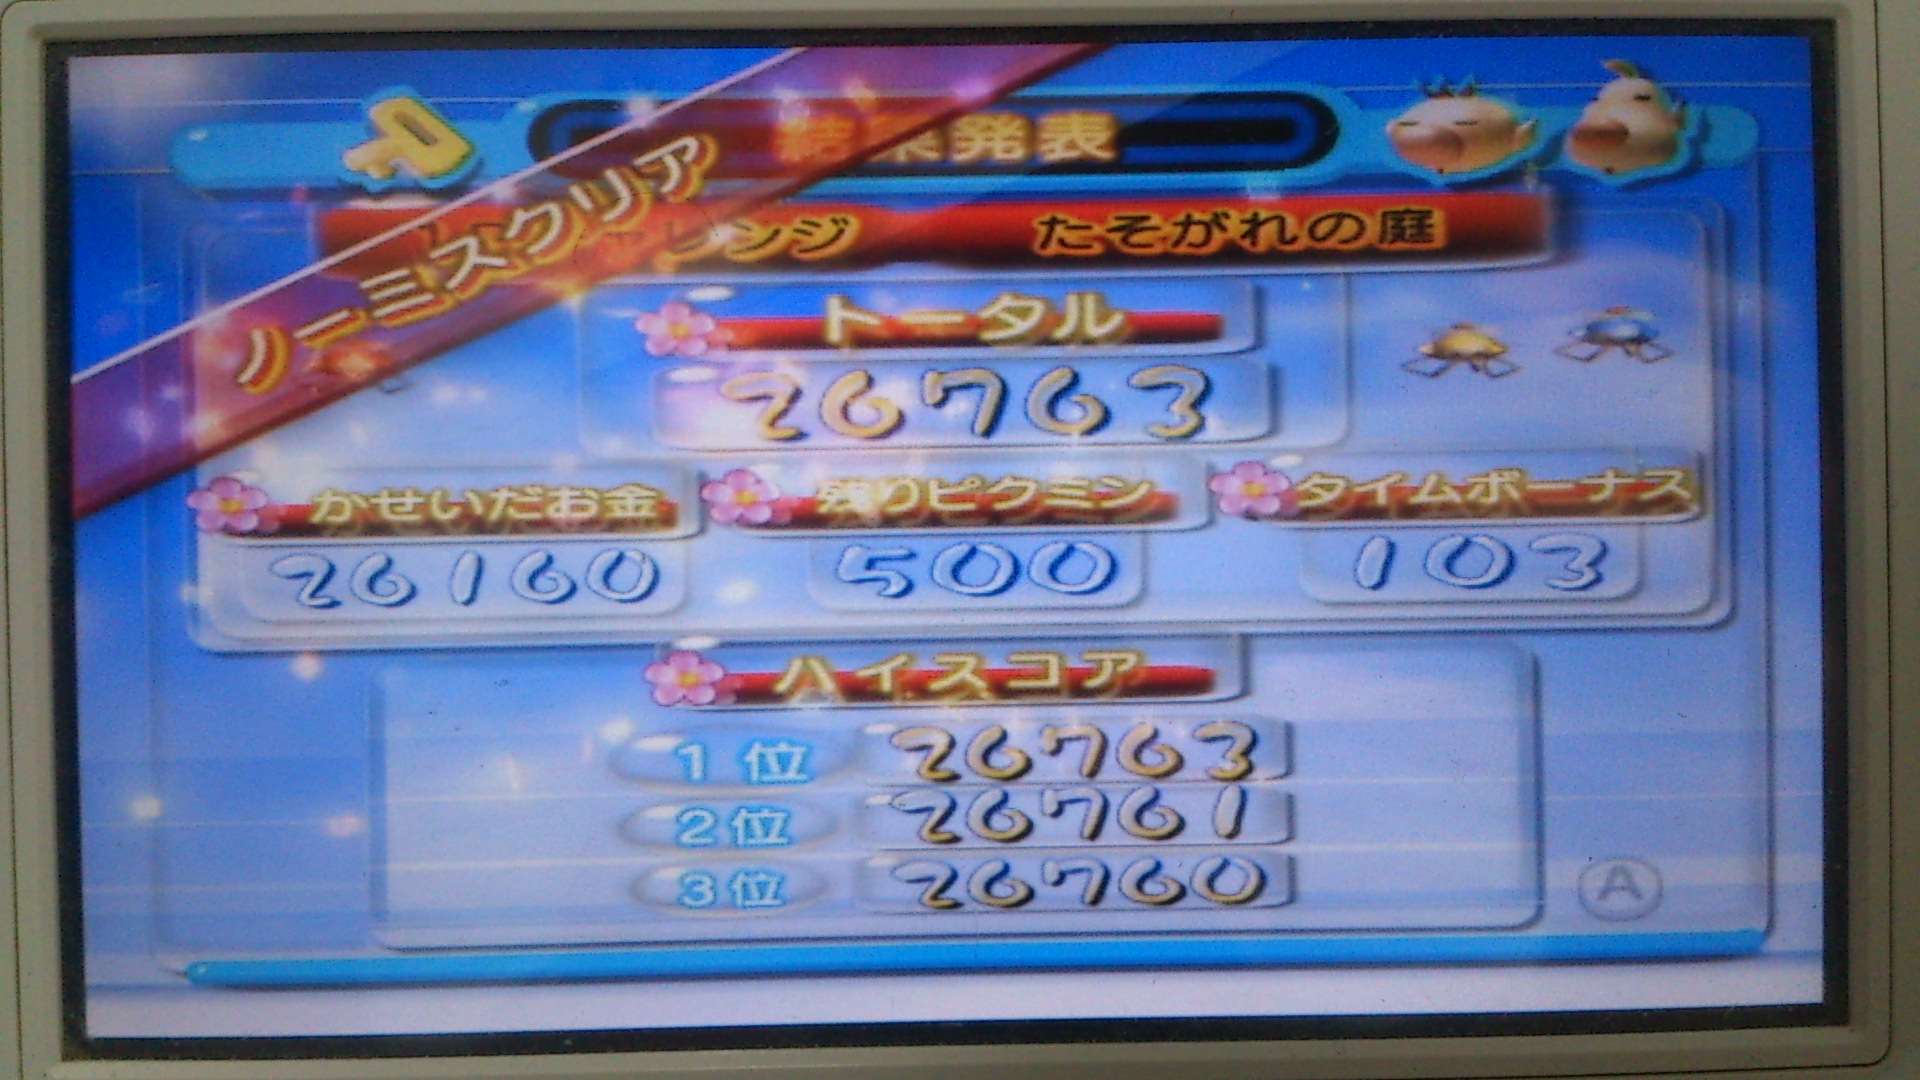 結果発表
ノーミスクリア
チャレンジ たそがれの庭
トータル
26763
かせいだお金 残りピクミン タイムボーナス
26160 500 103
ハイスコア
1位 26763
2位 26761
3位 26760
A